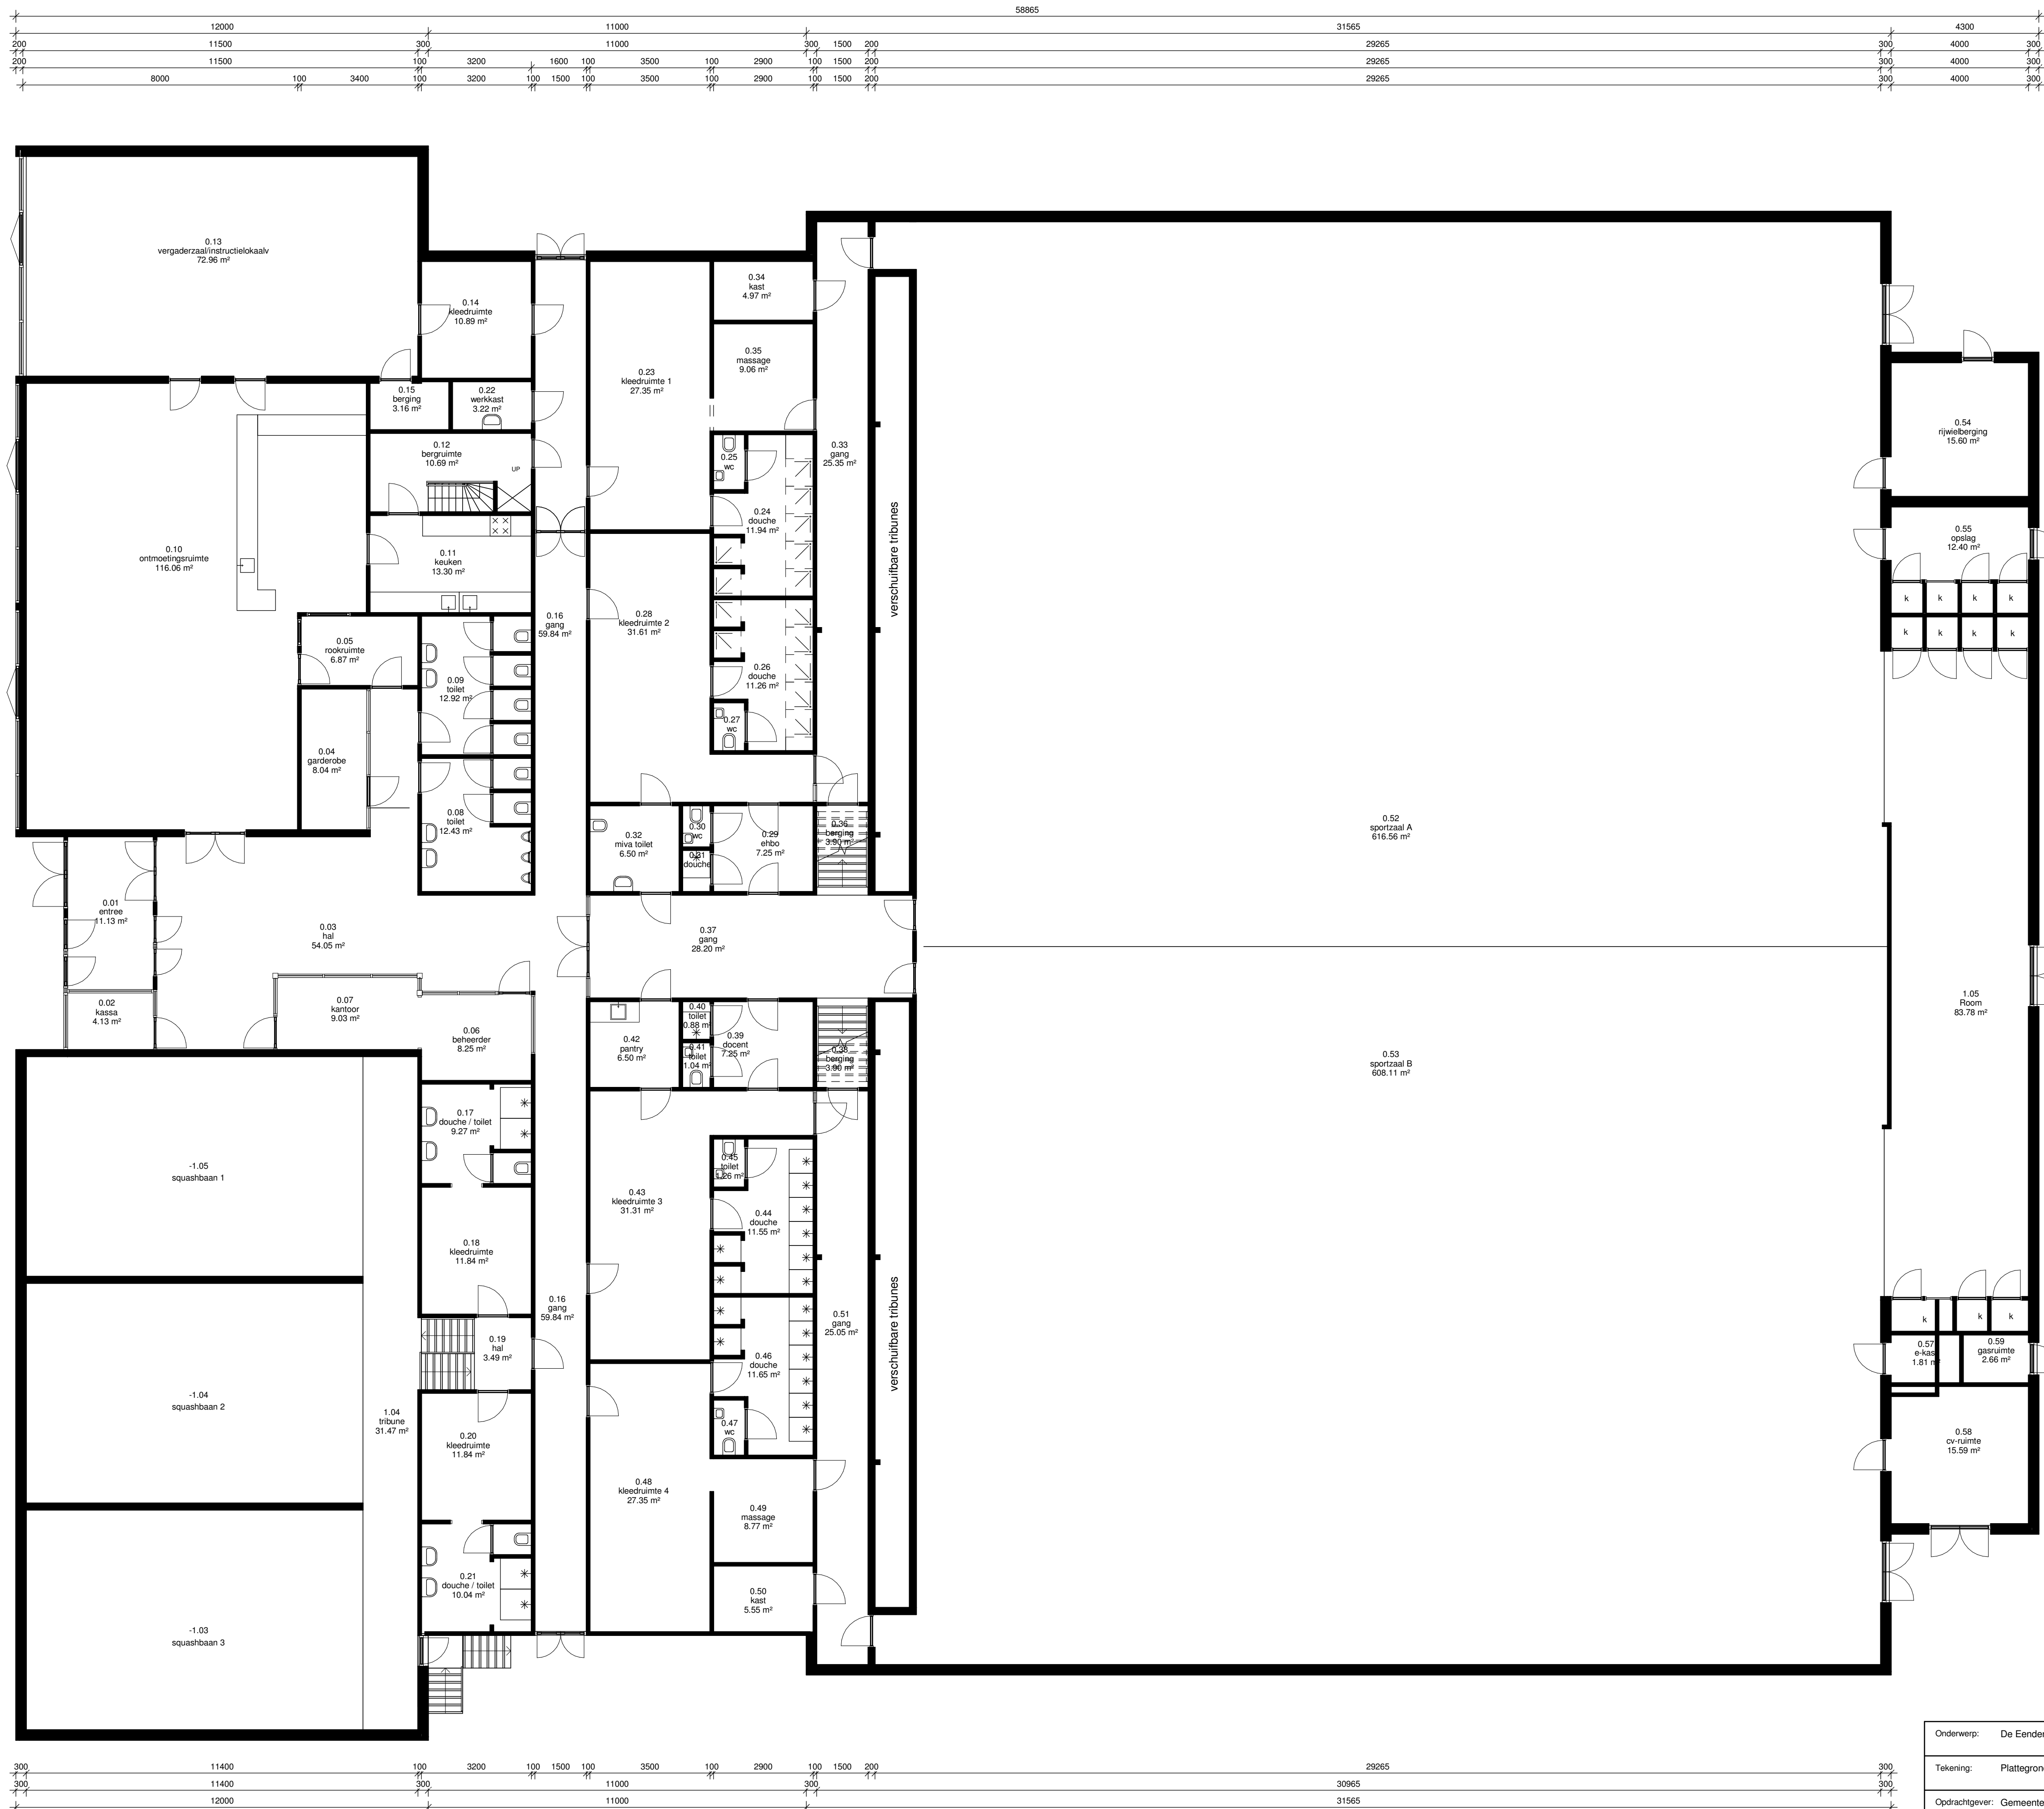 58865
12000 11000 31565 4300
200 11500 300 11000 300 1500 200 29265 300 4000 300
200 11500 100 3200 1600 100 3500 100 2900 100 1500 200 29265 300 4000 300
8000 100 3400 100 3200 100 1500 100 3500 100 2900 100 1500 200 29265 300 4000 300
0.13
vergaderzaal/instructielokaalv
72.96 m²
0.14
kleedruimte
10.89 m²
0.34
kast
4.97 m²
0.35
massage
9.06 m²
0.23
kleedruimte 1
27.35 m²
0.15
berging
3.16 m²
0.22
werkkast
3.22 m²
0.12
bergruimte
10.69 m²
UP
0.25
wc
0.33
gang
25.35 m²
0.54
rijwielberging
15.60 m²
0.24
douche
11.94 m²
verschuifbare tribunes
0.10
ontmoetingsruimte
116.06 m²
0.11
keuken
13.30 m²
0.55
opslag
12.40 m²
k k k k
k k k k
0.16
gang
59.84 m²
0.28
kleedruimte 2
31.61 m²
0.05
rookruimte
6.87 m²
0.09
toilet
12.92 m²
0.26
douche
11.26 m²
0.27
wc
0.04
garderobe
8.04 m²
0.08
toilet
12.43 m²
0.32
miva toilet
6.50 m²
0.30
wc
0.31
douche
0.29
ehbo
7.25 m²
0.36
berging
3.90 m²
0.52
sportzaal A
616.56 m²
0.01
entree
11.13 m²
0.03
hal
54.05 m²
0.37
gang
28.20 m²
0.02
kassa
4.13 m²
0.07
kantoor
9.03 m²
0.06
beheerder
8.25 m²
0.42
pantry
6.50 m²
0.40
toilet
0.88 m²
0.41
toilet
1.04 m²
0.39
docent
7.25 m²
0.38
berging
3.90 m²
1.05
Room
83.78 m²
0.53
sportzaal B
608.11 m²
0.17
douche / toilet
9.27 m²
-1.05
squashbaan 1
0.45
toilet
1.26 m²
0.43
kleedruimte 3
31.31 m²
0.44
douche
11.55 m²
0.18
kleedruimte
11.84 m²
0.16
gang
59.84 m²
0.51
gang
25.05 m²
verschuifbare tribunes
0.19
hal
3.49 m²
0.46
douche
11.65 m²
k k k
0.57
e-kas
1.81 m²
0.59
gasruimte
2.66 m²
-1.04
squashbaan 2
1.04
tribune
31.47 m²
0.20
kleedruimte
11.84 m²
0.47
wc
0.58
cv-ruimte
15.59 m²
0.48
kleedruimte 4
27.35 m²
0.49
massage
8.77 m²
0.21
douche / toilet
10.04 m²
0.50
kast
5.55 m²
-1.03
squashbaan 3
Onderwerp: De Eende
Tekening: Plattegron
Opdrachtgever: Gemeente
300 11400 100 3200 100 1500 100 3500 100 2900 100 1500 200 29265 300
300 11400 300 11000 300 30965 300
12000 11000 31565